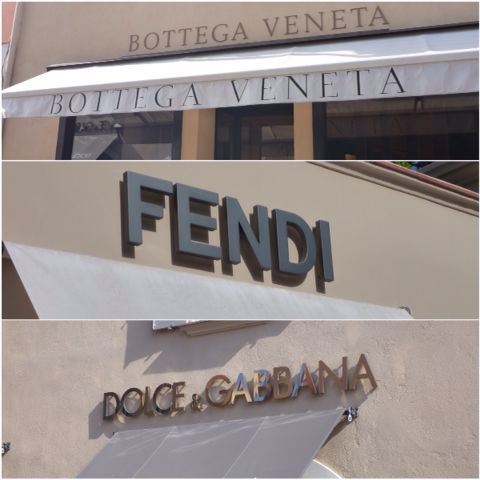 BOTTEGA VENETA
BOTTEGA VENETA
FENDI
DOLCE & GABBANA